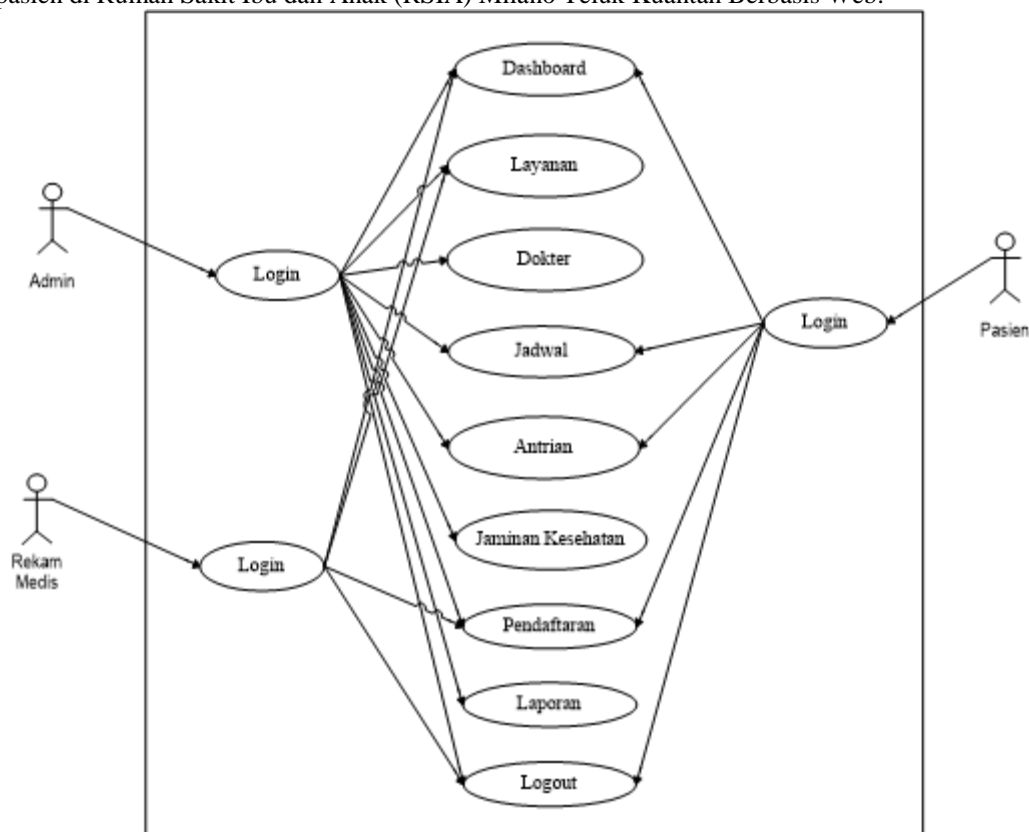 pasien di Rumah Sakit Ibu dan Anak (RSIA) Milano Teluk Kuantan Berbasis Web.
Dashboard
Layanan
Admin
Login
Dokter
Login
Pasien
Jadwal
Antrian
Rekam
Medis
Login
Jaminan Kesehatan
Pendaftaran
Laporan
Logout